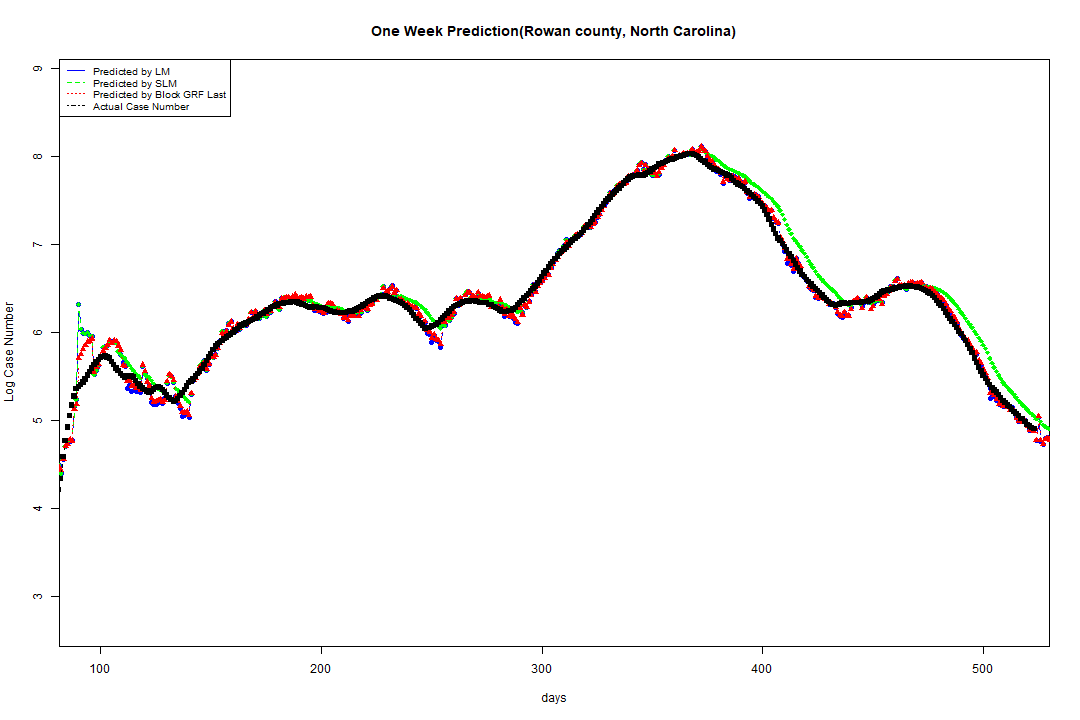 One Week Prediction(Rowan county, North Carolina)
Predicted by LM
Predicted by SLM
Predicted by Block GRF Last
Actual Case Number
9
8
7
6
5
4
3
Log Case Number
100 200 300 400 500
days